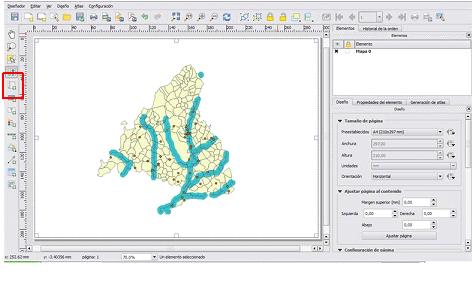 Diseñador Editar Ver Diseño Atlas Configuración
Elementos Historial de la orden
Elementos
Elemento
Mapa 0
Diseño Propiedades del elemento Generación de atlas
Diseño
Tamaño de página
Preestablecidos A4 (210x297 mm)
Anchura 297,00
Altura 210,00
Unidades mm
Orientación Horizontal
Ajustar página al contenido
Margen superior (mm) 0,00
Izquierda 0,00 Derecha 0,00
Abajo 0,00
Ajustar página
Configuración de página
x: 252.62 mm y: -3.40356 mm página: 1 70,0% Un elemento seleccionado